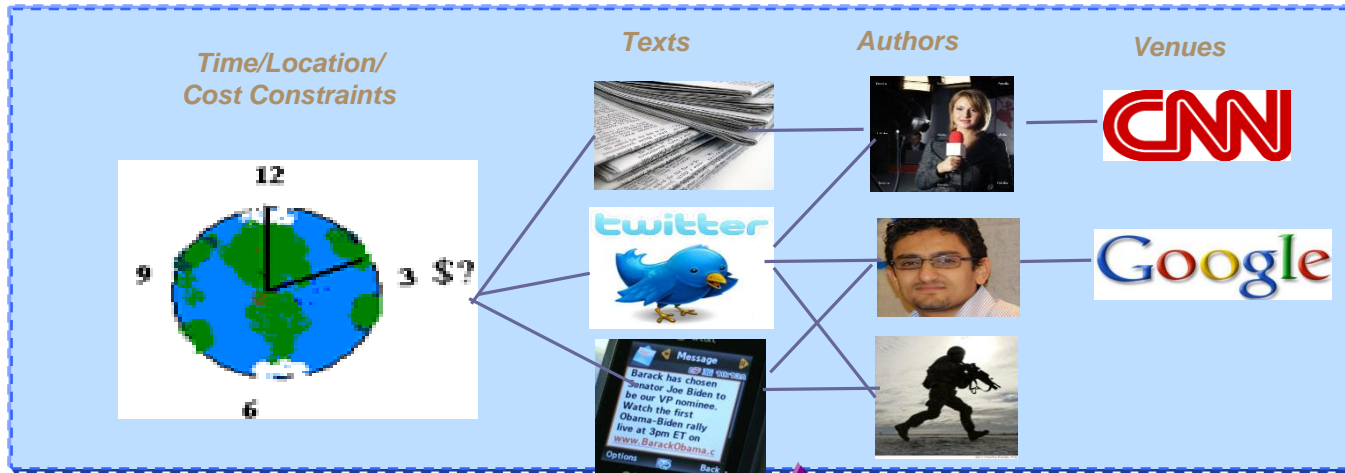 Time/Location/
Cost Constraints
Texts
Authors
Venues
12
9
3
$?
6
twitter
Message
Barack has chosen
Senator Joe Biden to
be our VP nominee.
Watch the first
Obama-Biden rally
live at 3pm ET on
www.BarackObama.c
Options
Back
CNN
Google